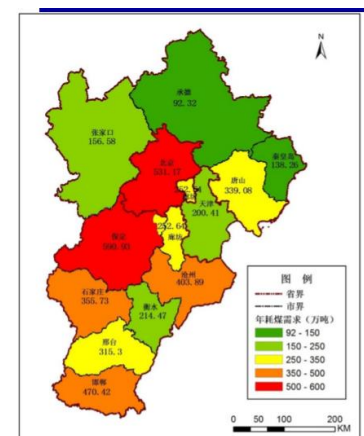 N
承德
92.32
张家口
156.58
秦皇岛
138.26
北京
531.17
唐山
339.08
天津
200.41
252.64
廊坊
保定
沧州
403.89
石家庄
355.73
衡水
214.47
邢台
315.3
邯郸
470.42
图 例
省界
市界
年耗煤需求（万吨）
92 - 150
150 - 250
250 - 350
350 - 500
500 - 600
0 50 100 200
KM